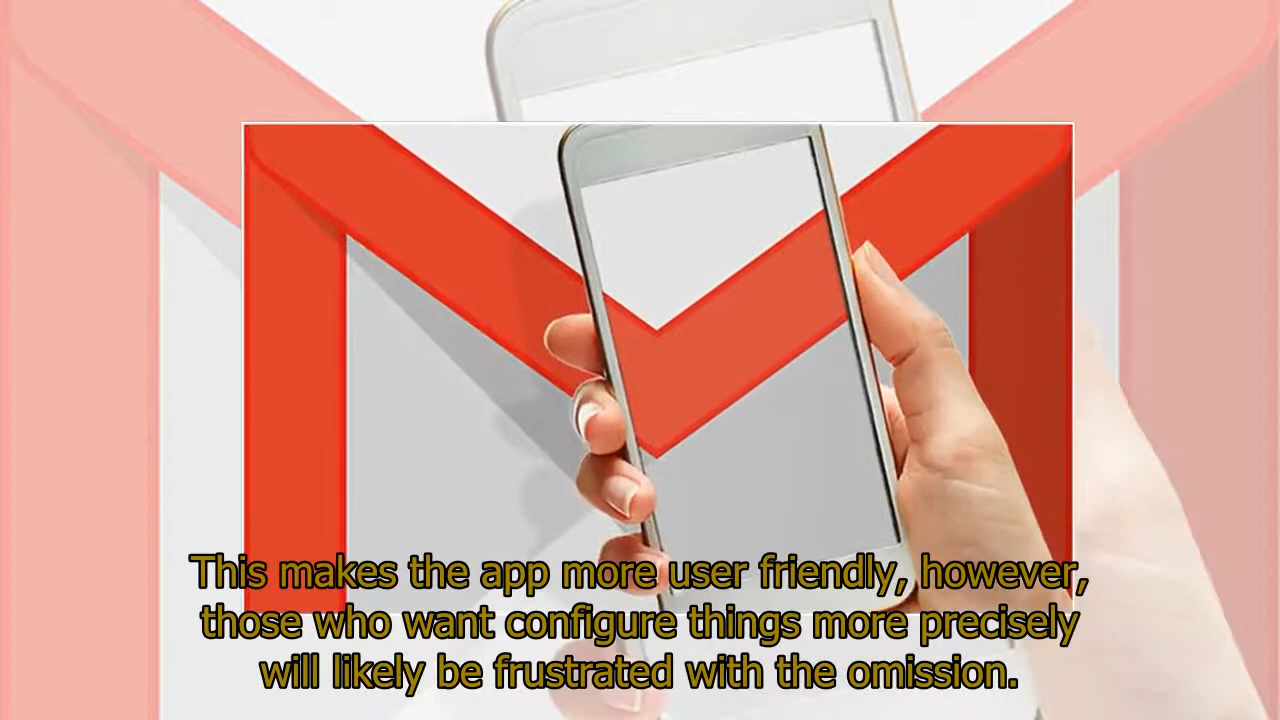 This makes the app more user friendly, however,
those who want configure things more precisely
will likely be frustrated with the omission.